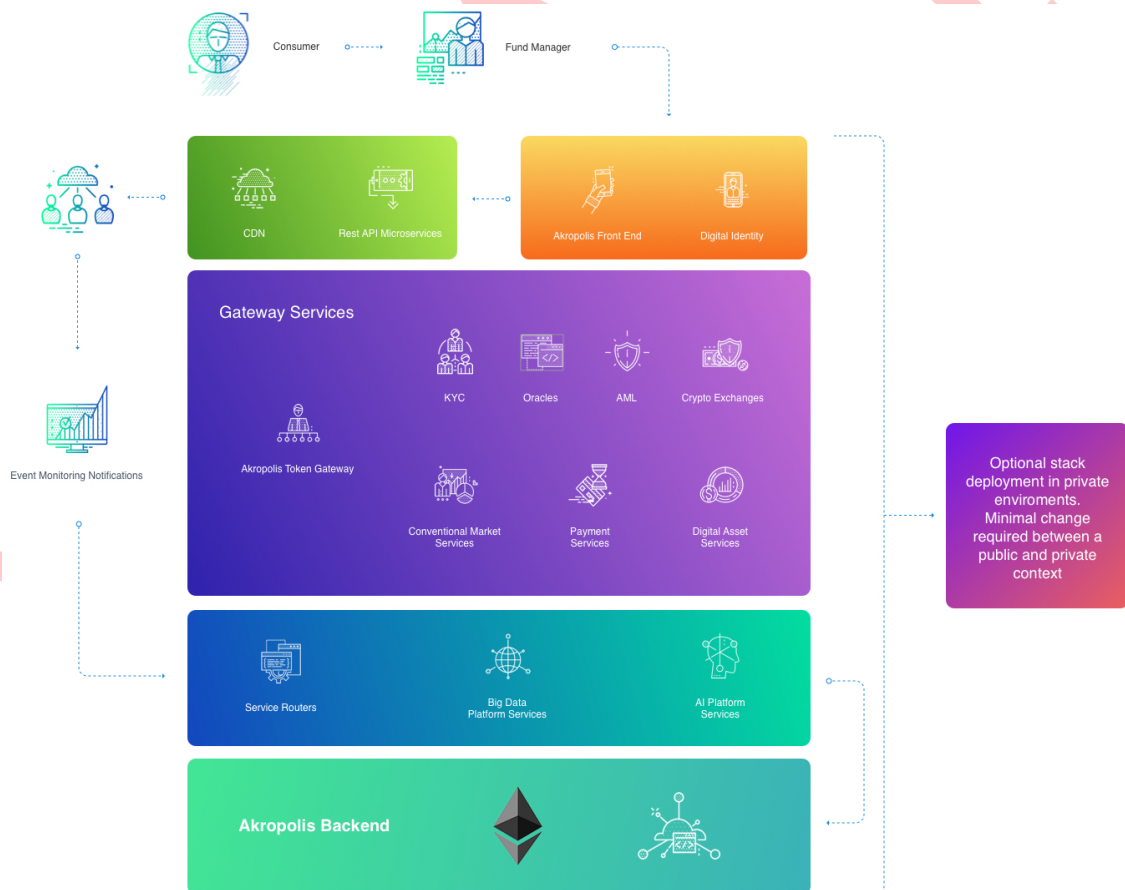 Consumer
Fund Manager
CDN
Rest API Microservices
Akropolis Front End
Digital Identity
Gateway Services
KYC
Oracles
AML
Crypto Exchanges
Akropolis Token Gateway
Event Monitoring Notifications
Conventional Market
Services
Payment
Services
Digital Asset
Services
Optional stack
deployment in private
enviroments.
Minimal change
required between a
public and private
context
Service Routers
Big Data
Platform Services
AI Platform
Services
Akropolis Backend